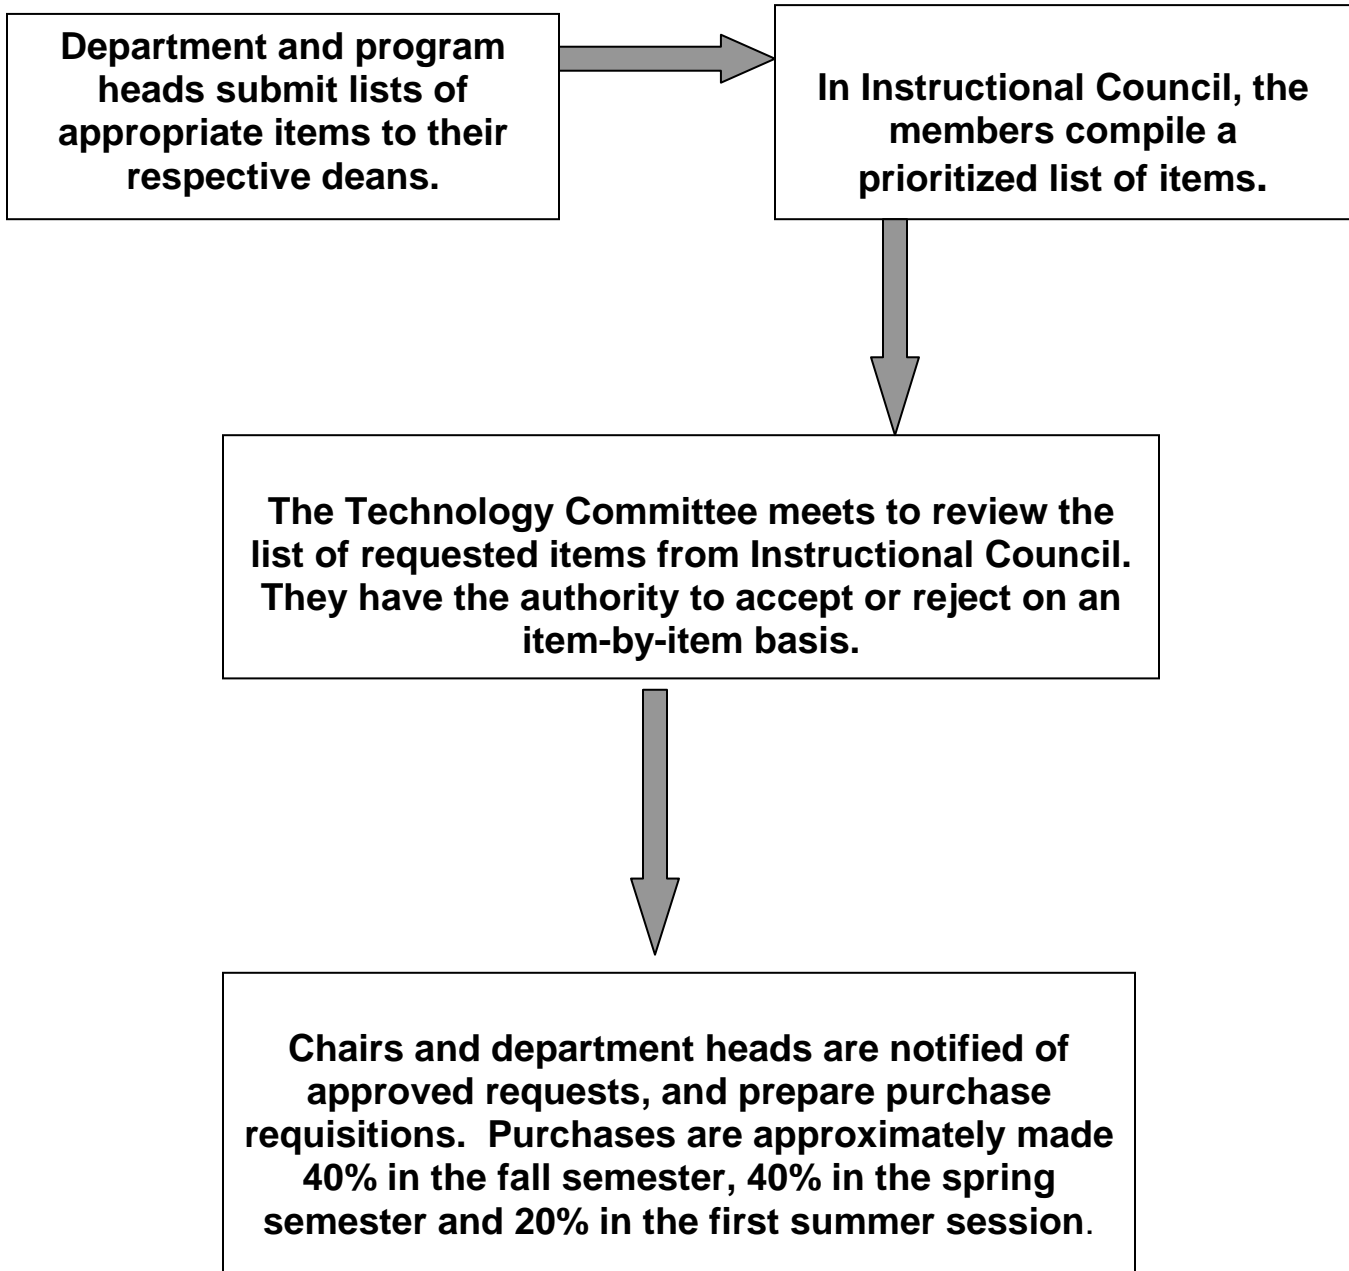 Department and program
heads submit lists of
appropriate items to their
respective deans.
In Instructional Council, the
members compile a
prioritized list of items.
The Technology Committee meets to review the
list of requested items from Instructional Council.
They have the authority to accept or reject on an
item-by-item basis.
Chairs and department heads are notified of
approved requests, and prepare purchase
requisitions.  Purchases are approximately made
40% in the fall semester, 40% in the spring
semester and 20% in the first summer session.